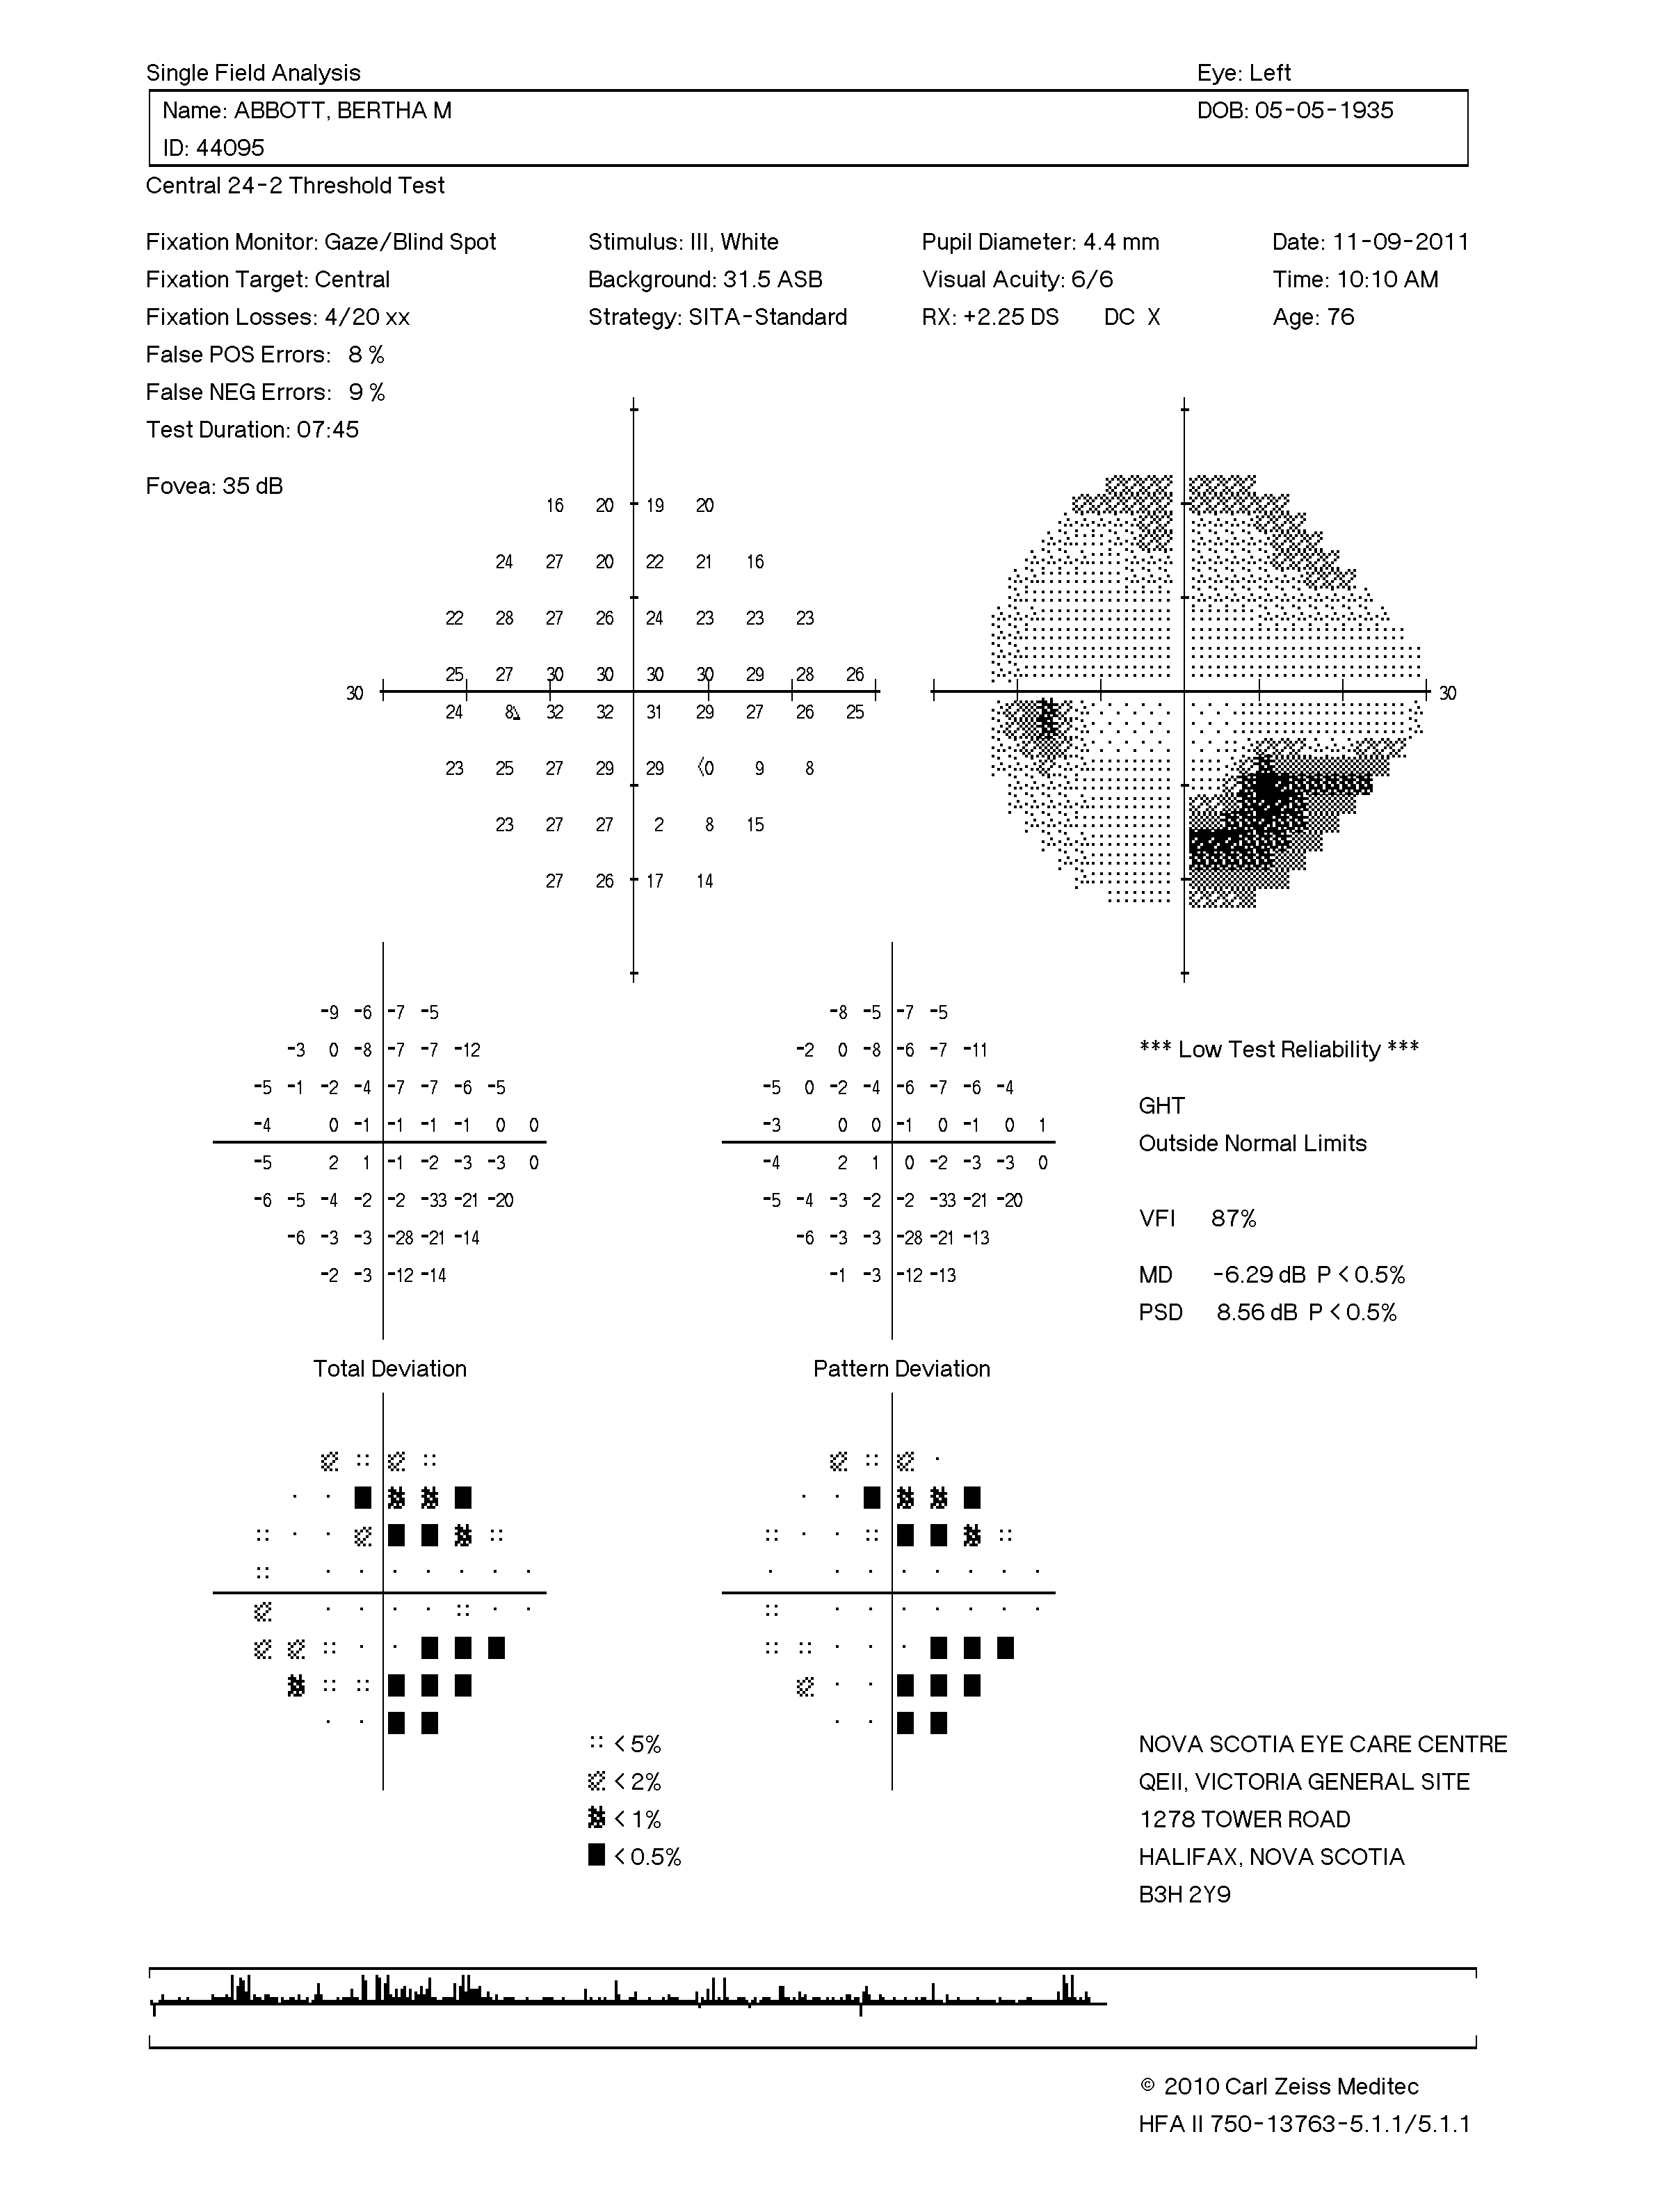 Single Field Analysis Eye: Left
Name: ABBOTT, BERTHA M DOB: 05-05-1935
ID: 44095
Central 24-2 Threshold Test
Fixation Monitor: Gaze/Blind Spot Stimulus: III, White Pupil Diameter: 4.4 mm Date: 11-09-2011
Fixation Target: Central Background: 31.5 ASB Visual Acuity: 6/6 Time: 10:10 AM
Fixation Losses: 4/20 xx Strategy: SITA-Standard RX: +2.25 DS DC X Age: 76
False POS Errors: 8 %
False NEG Errors: 9 %
Test Duration: 07:45
Fovea: 35 dB
16 20 19 20
24 27 20 22 21 16
22 28 27 26 24 23 23 23
25 27 30 30 30 30 29 28 26
30 30
24 8 32 32 31 29 27 26 25
23 25 27 29 29 <0 9 8
23 27 27 2 8 15
27 26 17 14
-9 -6 -7 -5 -8 -5 -7 -5
-3 0 -8 -7 -7 -12 -2 0 -8 -6 -7 -11 *** Low Test Reliability ***
-5 -1 -2 -4 -7 -7 -6 -5 -5 0 -2 -4 -6 -7 -6 -4
GHT
-4 0 -1 -1 -1 -1 0 0 -3 0 0 -1 0 -1 0 1
Outside Normal Limits
-5 2 1 -1 -2 -3 -3 0 -4 2 1 0 -2 -3 -3 0
-6 -5 -4 -2 -2 -33 -21 -20 -5 -4 -3 -2 -2 -33 -21 -20
VFI 87%
-6 -3 -3 -28 -21 -14 -6 -3 -3 -28 -21 -13
-2 -3 -12 -14 -1 -3 -12 -13 MD -6.29 dB P < 0.5%
PSD 8.56 dB P < 0.5%
Total Deviation Pattern Deviation
< 5% NOVA SCOTIA EYE CARE CENTRE
< 2% QEII, VICTORIA GENERAL SITE
< 1% 1278 TOWER ROAD
< 0.5% HALIFAX, NOVA SCOTIA
B3H 2Y9
© 2010 Carl Zeiss Meditec
HFA II 750-13763-5.1.1/5.1.1